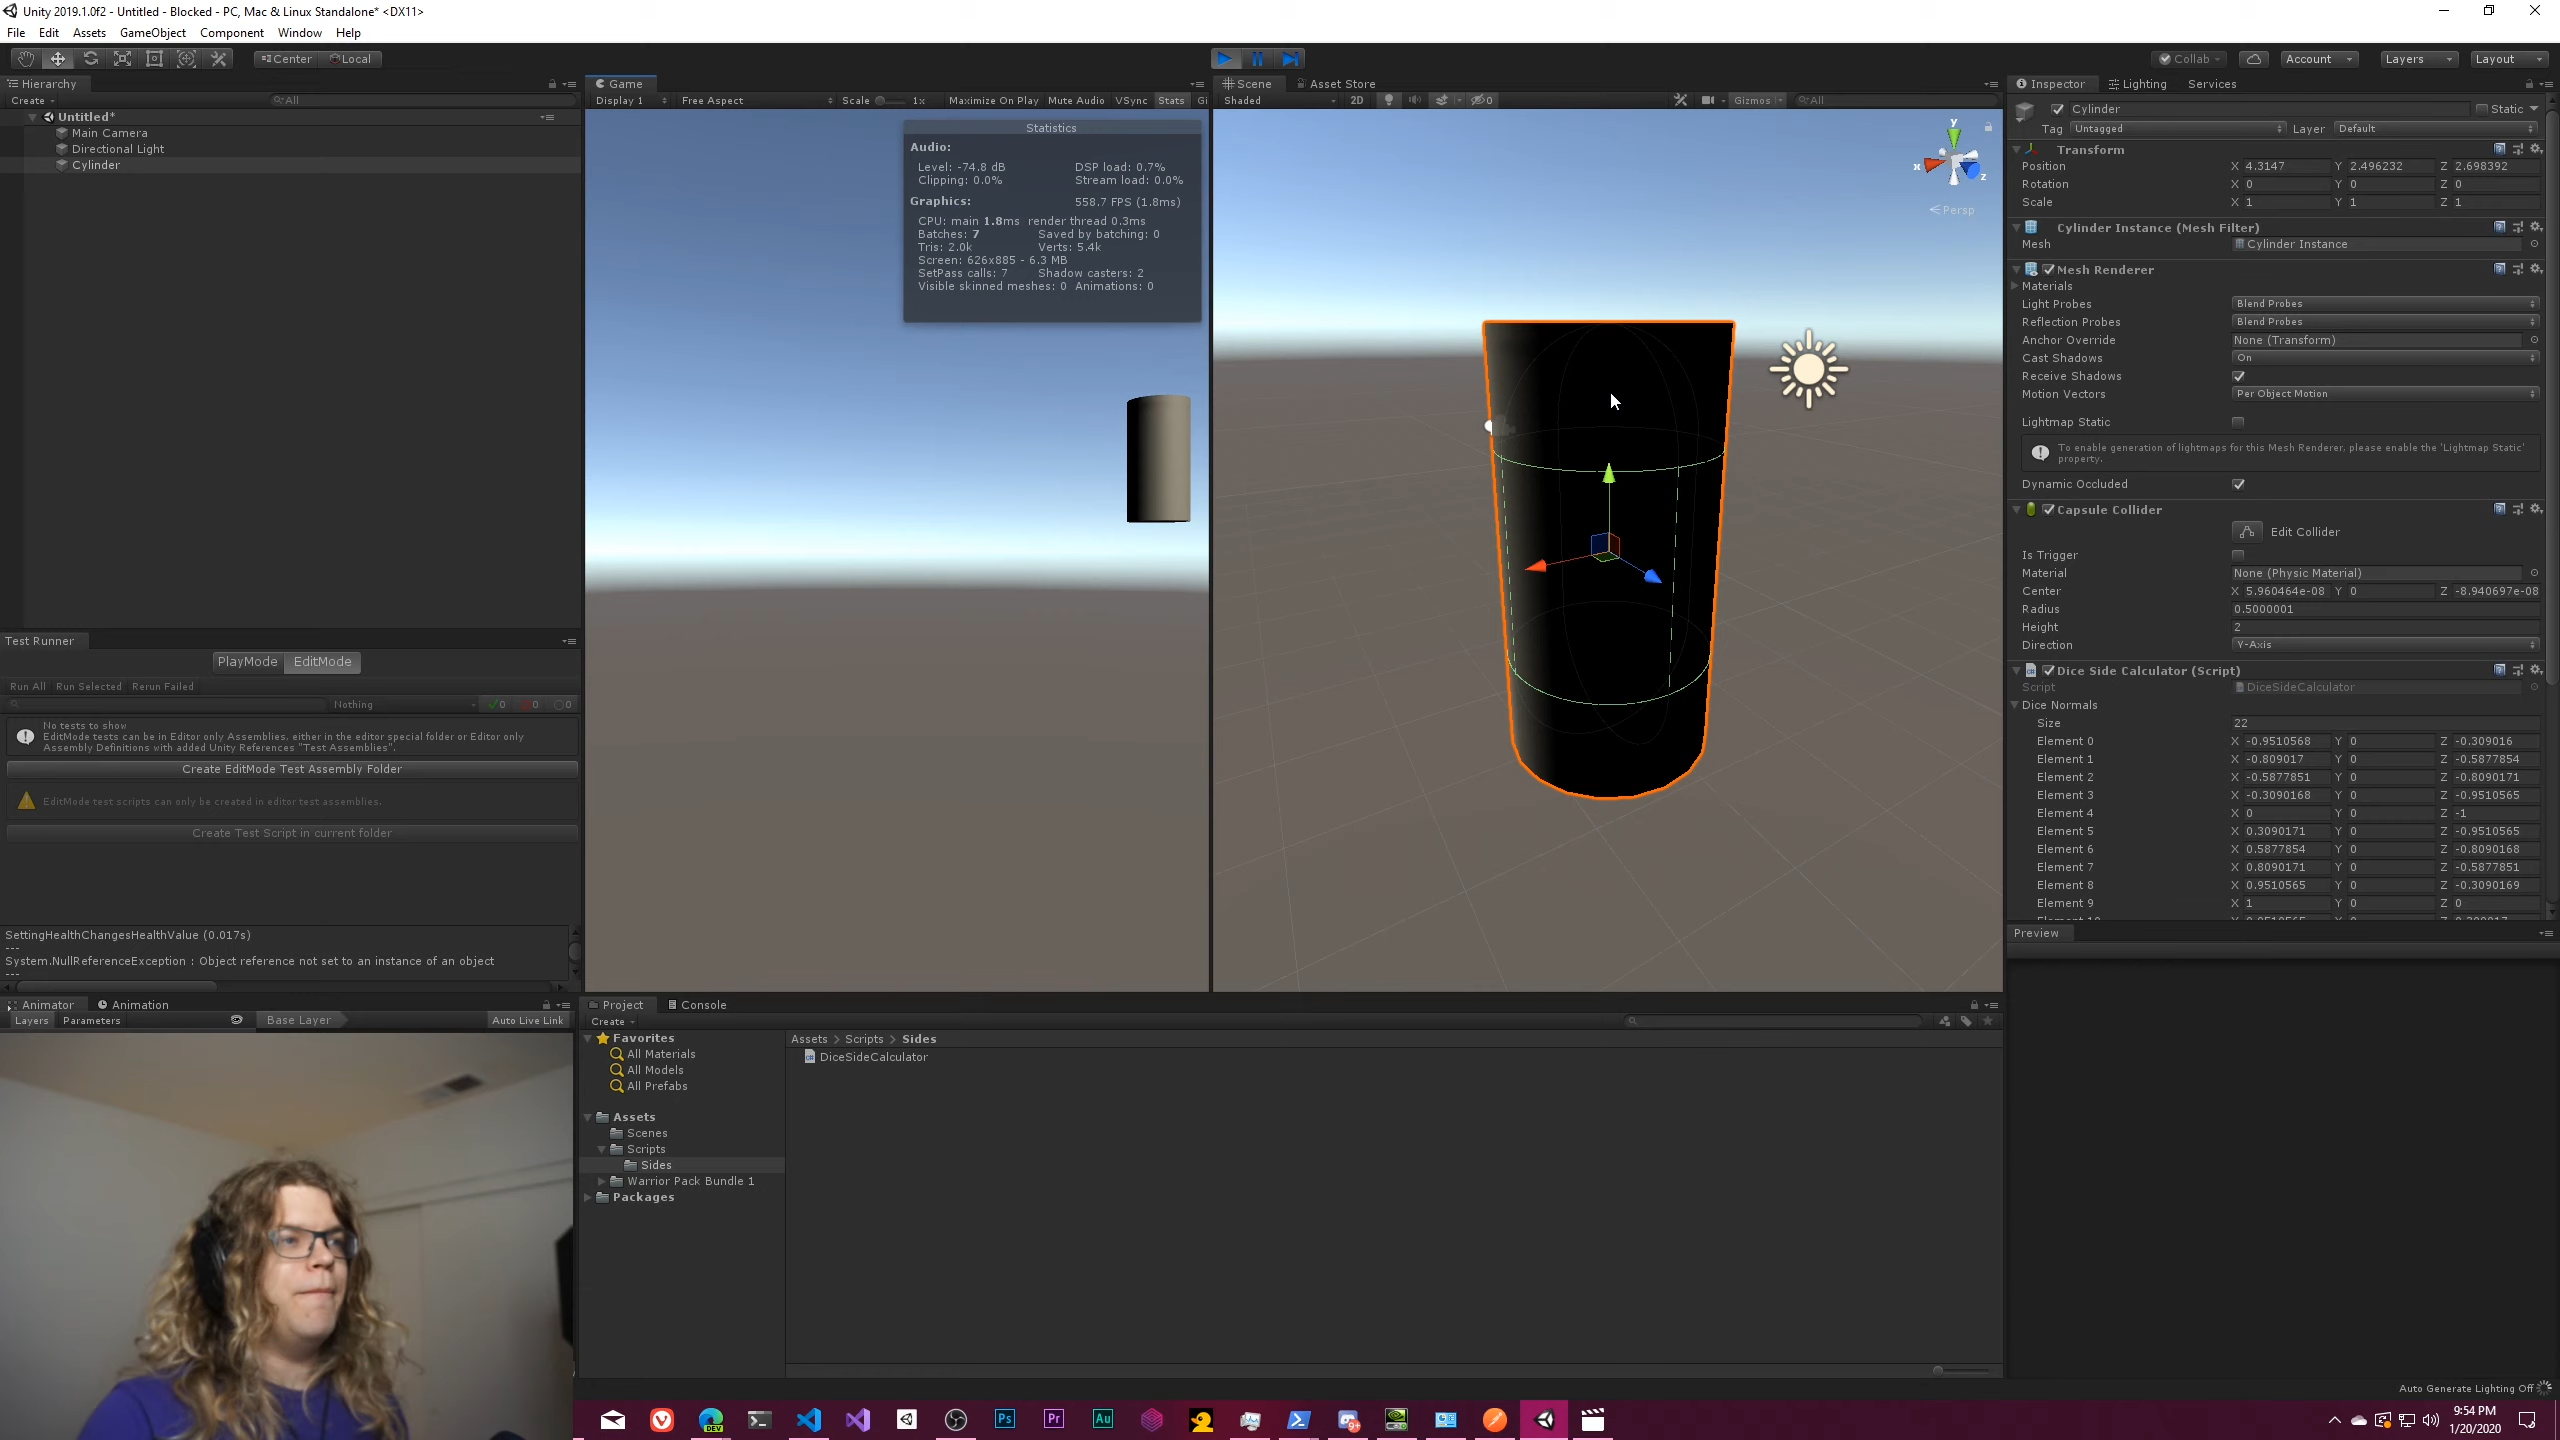 Unity 2019.1.0f2 - Untitled - Blocked - PC, Mac & Linux Standalone* <DX11>
File Edit Assets GameObject Component Window Help
Center Local
Collab Account Layers Layout
Hierarchy
Create All
Untitled*
Main Camera
Directional Light
Cylinder
Game
Display 1 Free Aspect Scale 1x Maximize On Play Mute Audio VSync Stats Gi
Statistics
Audio:
Level: -74.8 dB DSP load: 0.7%
Clipping: 0.0% Stream load: 0.0%
Graphics: 558.7 FPS (1.8ms)
CPU: main 1.8ms render thread 0.3ms
Batches: 7 Saved by batching: 0
Tris: 2.0k Verts: 5.4k
Screen: 626x885 - 6.3 MB
SetPass calls: 7 Shadow casters: 2
Visible skinned meshes: 0 Animations: 0
Scene Asset Store
Shaded 2D 0 Gizmos All
y
x
z
Persp
Inspector Lighting Services
Cylinder Static
Tag Untagged Layer Default
Transform
Position X 4.3147 Y 2.496232 Z 2.698392
Rotation X 0 Y 0 Z 0
Scale X 1 Y 1 Z 1
Cylinder Instance (Mesh Filter)
Mesh Cylinder Instance
Mesh Renderer
Materials
Light Probes Blend Probes
Reflection Probes Blend Probes
Anchor Override None (Transform)
Cast Shadows On
Receive Shadows
Motion Vectors Per Object Motion
Lightmap Static
To enable generation of lightmaps for this Mesh Renderer, please enable the 'Lightmap Static'
property.
Dynamic Occluded
Capsule Collider
Edit Collider
Is Trigger
Material None (Physic Material)
Center X 5.960464e-08 Y 0 Z -8.940697e-08
Radius 0.5000001
Height 2
Direction Y-Axis
Dice Side Calculator (Script)
Script DiceSideCalculator
Dice Normals
Size 22
Element 0 X -0.9510568 Y 0 Z -0.309016
Element 1 X -0.809017 Y 0 Z -0.5877854
Element 2 X -0.5877851 Y 0 Z -0.8090171
Element 3 X -0.3090168 Y 0 Z -0.9510565
Element 4 X 0 Y 0 Z -1
Element 5 X 0.3090171 Y 0 Z -0.9510565
Element 6 X 0.5877854 Y 0 Z -0.8090168
Element 7 X 0.8090171 Y 0 Z -0.5877851
Element 8 X 0.9510565 Y 0 Z -0.3090169
Element 9 X 1 Y 0 Z 0
Preview
Test Runner
PlayMode EditMode
Run All Run Selected Rerun Failed
Nothing 0 0 0
No tests to show
EditMode tests can be in Editor only Assemblies, either in the editor special folder or Editor only
Assembly Definitions with added Unity References "Test Assemblies".
Create EditMode Test Assembly Folder
EditMode test scripts can only be created in editor test assemblies.
Create Test Script in current folder
SettingHealthChangesHealthValue (0.017s)
---
System.NullReferenceException : Object reference not set to an instance of an object
---
Animator Animation
Layers Parameters Base Layer Auto Live Link
Project Console
Create
Favorites
All Materials
All Models
All Prefabs
Assets
Scenes
Scripts
Sides
Warrior Pack Bundle 1
Packages
Assets > Scripts > Sides
DiceSideCalculator
Auto Generate Lighting Off
DEV
Ps Pr Au
9+
9:54 PM
1/20/2020